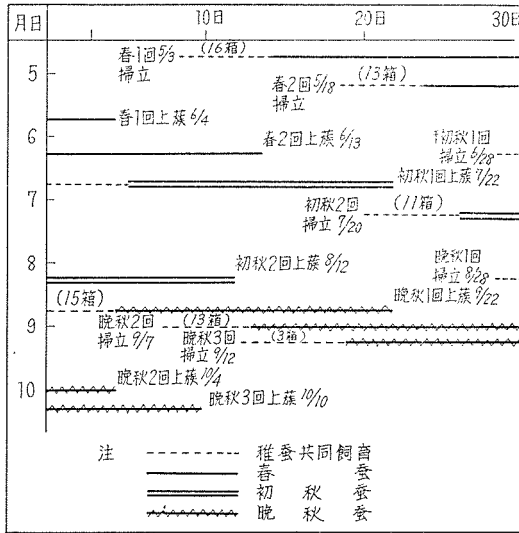 月日 10日 20日 30日
春1回5/3 (16箱)
掃立
5
春2回5/18 (13箱)
掃立
春1回上蔟6/4
6
春2回上蔟6/13
初秋1回
掃立6/28
初秋1回上蔟7/22
7
初秋2回 (11箱)
掃立7/20
8
初秋2回上蔟8/12
晩秋1回
掃立8/28
(15箱)
晩秋1回上蔟9/22
9
晩秋2回 (13箱)
掃立9/7
晩秋3回 (3箱)
掃立9/12
晩秋2回上蔟10/4
10
晩秋3回上蔟10/10
注 稚蚕共同飼育
春蚕
初秋蚕
晩秋蚕